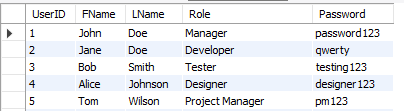 UserID FName LName Role Password
1 John Doe Manager password123
2 Jane Doe Developer qwerty
3 Bob Smith Tester testing123
4 Alice Johnson Designer designer123
5 Tom Wilson Project Manager pm123